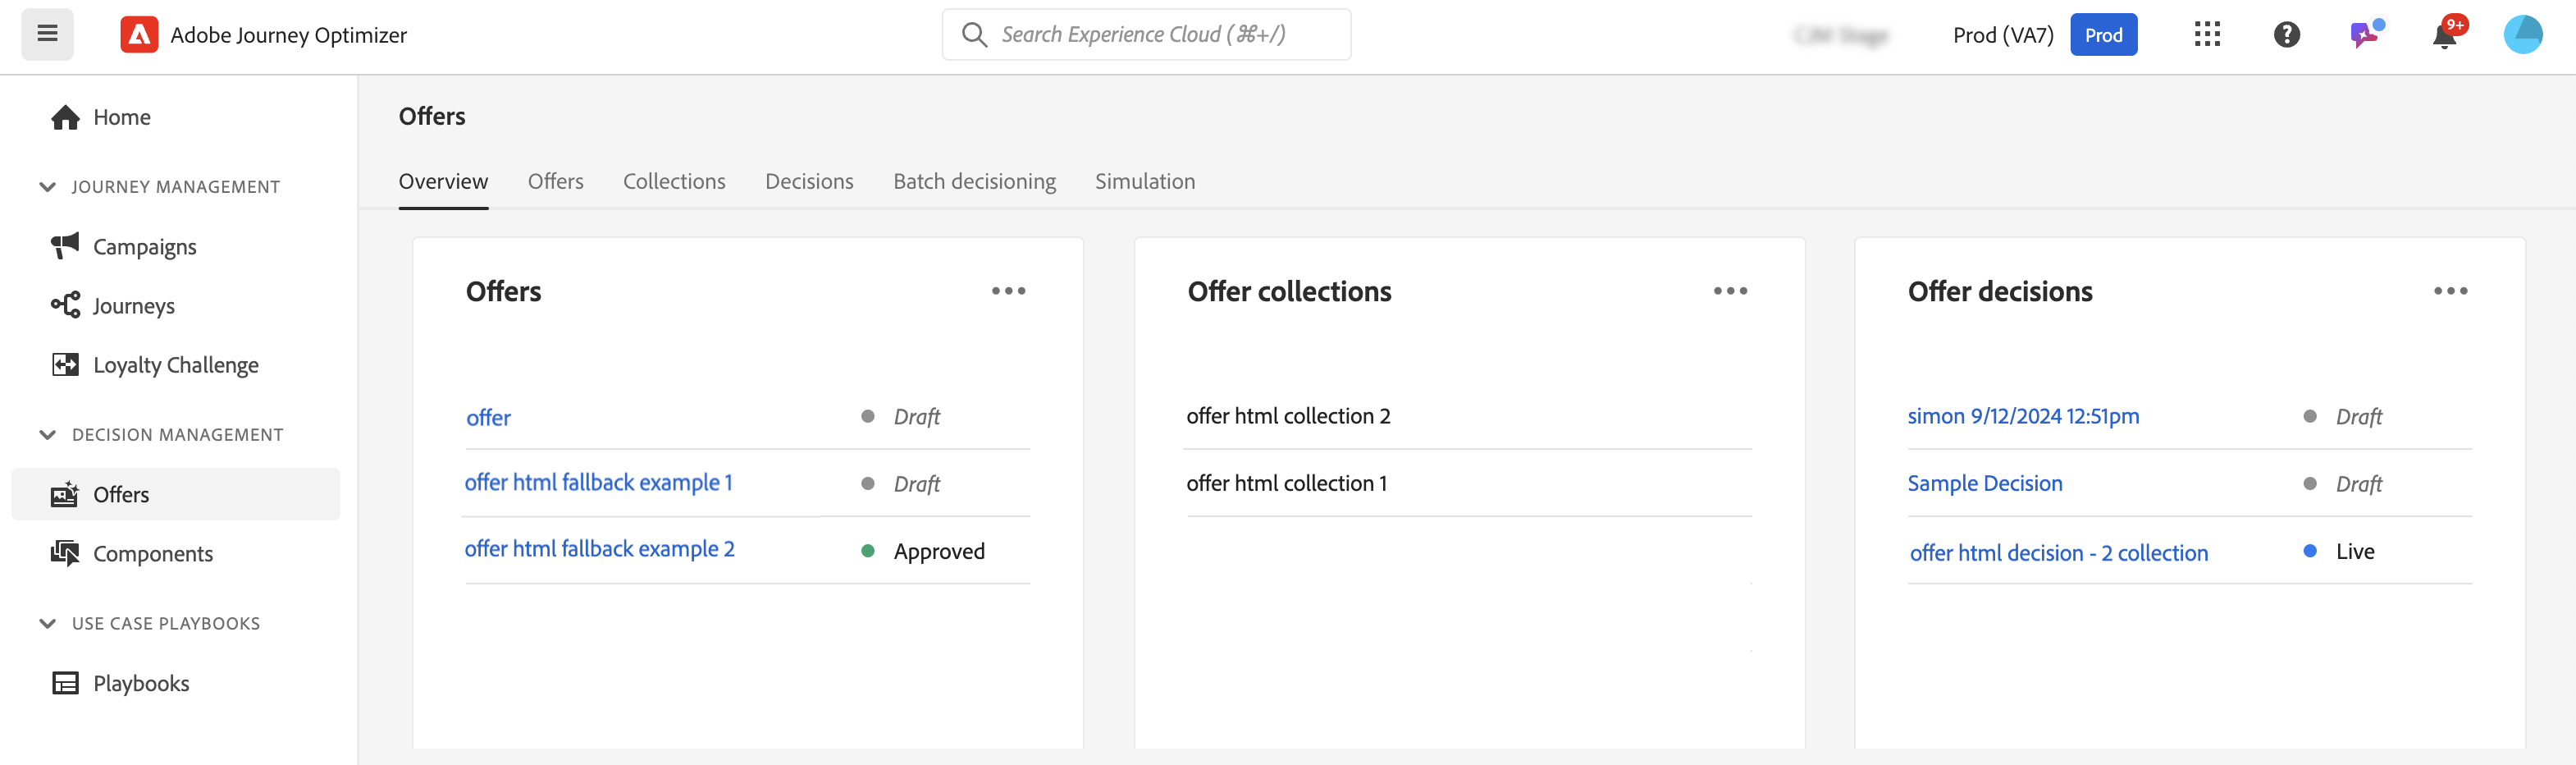 Adobe Journey Optimizer
Search Experience Cloud (⌘+/)
Prod (VA7)
Prod
9+
Home
JOURNEY MANAGEMENT
Campaigns
Journeys
Loyalty Challenge
DECISION MANAGEMENT
Offers
Components
USE CASE PLAYBOOKS
Playbooks
Offers
Overview Offers Collections Decisions Batch decisioning Simulation
Offers
offer Draft
offer html fallback example 1 Draft
offer html fallback example 2 Approved
Offer collections
offer html collection 2
offer html collection 1
Offer decisions
simon 9/12/2024 12:51pm Draft
Sample Decision Draft
offer html decision - 2 collection Live